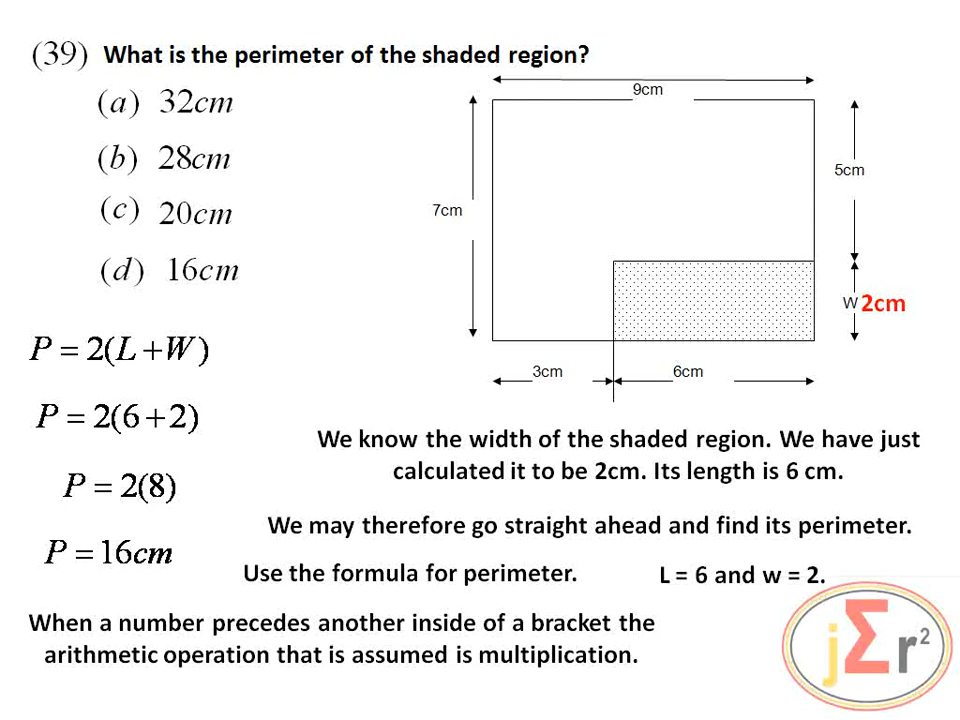 (39) What is the perimeter of the shaded region?
(a) 32cm
(b) 28cm
(c) 20cm
(d) 16cm
9cm
7cm
5cm
W 2cm
3cm
6cm
P = 2(L + W)
P = 2(6 + 2)
P = 2(8)
P = 16cm
We know the width of the shaded region. We have just
calculated it to be 2cm. Its length is 6 cm.
We may therefore go straight ahead and find its perimeter.
Use the formula for perimeter. L = 6 and w = 2.
When a number precedes another inside of a bracket the
arithmetic operation that is assumed is multiplication.
jΣr²